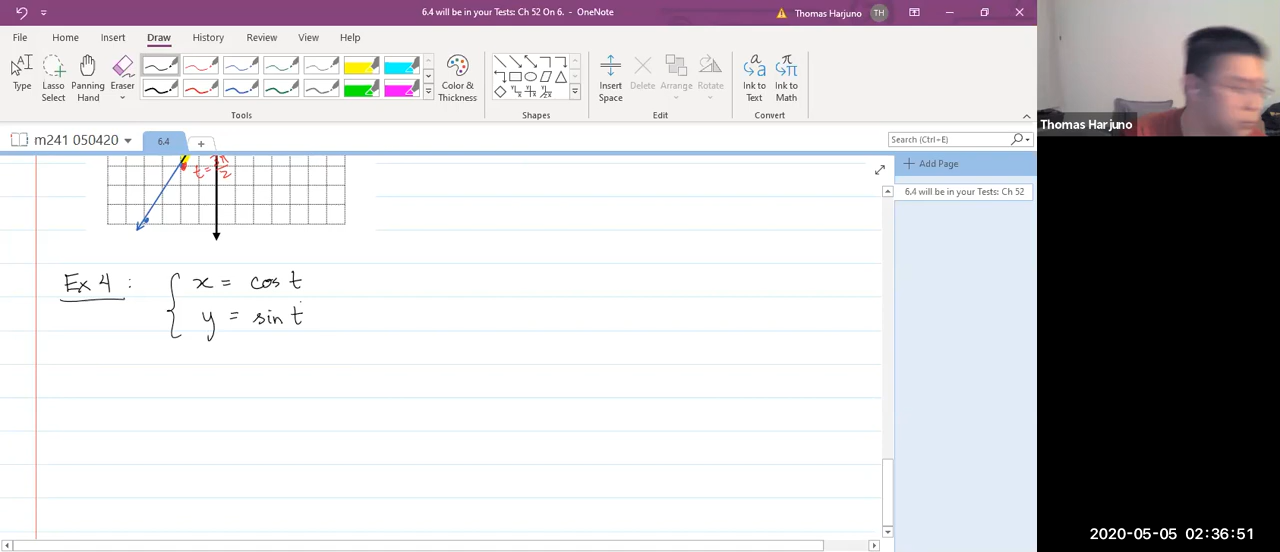 6.4 will be in your Tests: Ch 52 On 6. - OneNote
Thomas Harjuno
TH
File
Home
Insert
Draw
History
Review
View
Help
Type
Lasso Select
Panning Hand
Eraser
Color & Thickness
Insert Space
Delete
Arrange
Rotate
Ink to Text
Ink to Math
Tools
Shapes
Edit
Convert
Thomas Harjuno
m241 050420
6.4
Search (Ctrl+E)
Add Page
6.4 will be in your Tests: Ch 52
t = 3π/2
Ex 4 : { x = cos t
y = sin t
2020-05-05 02:36:51